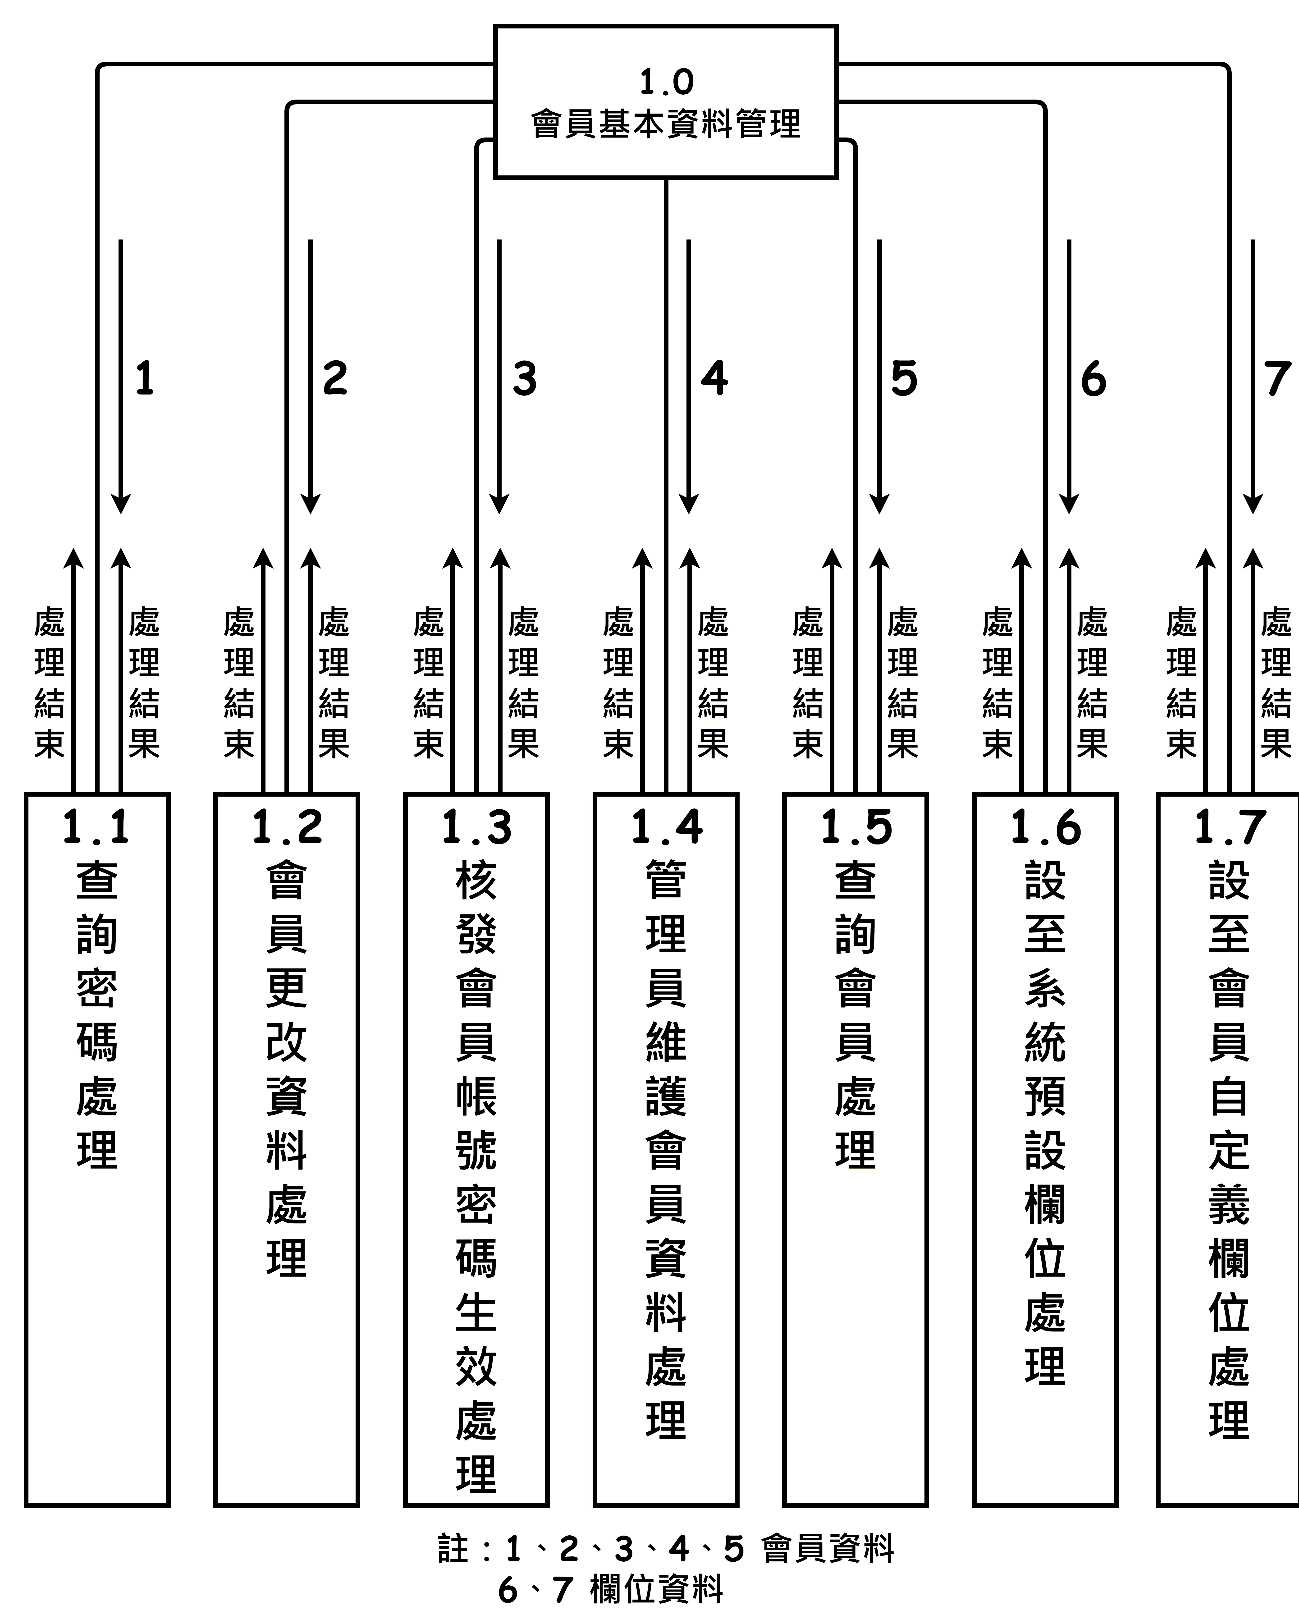 1.0
會員基本資料管理
1
2
3
4
5
6
7
處理結束
處理結果
處理結束
處理結果
處理結束
處理結果
處理結束
處理結果
處理結束
處理結果
處理結束
處理結果
處理結束
處理結果
1.1
查詢密碼處理
1.2
會員更改資料處理
1.3
核發會員帳號密碼生效處理
1.4
管理員維護會員資料處理
1.5
查詢會員處理
1.6
設至系統預設欄位處理
1.7
設至會員自定義欄位處理
註：1、2、3、4、5 會員資料
6、7 欄位資料